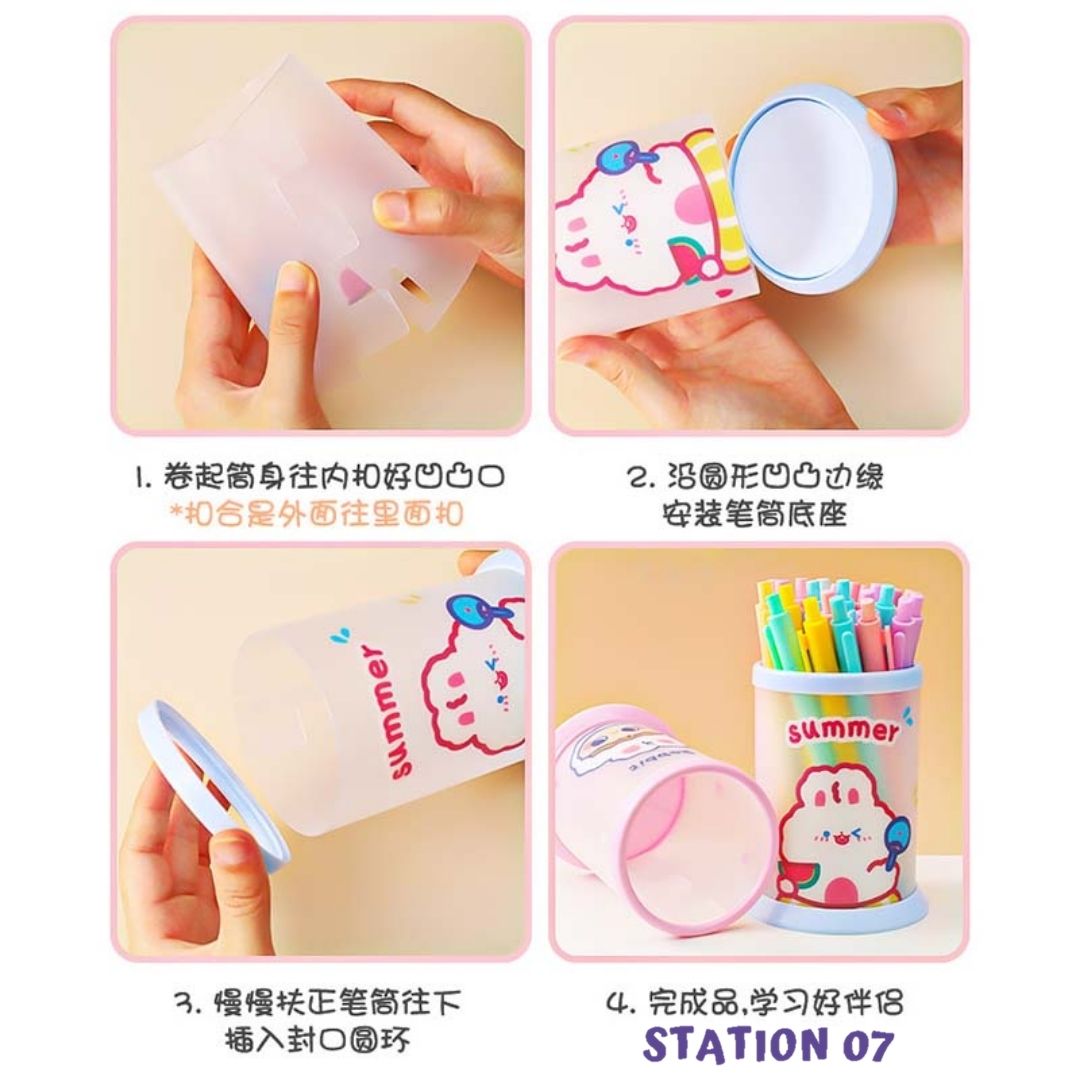 1. 卷起筒身往内扣好凹凸口
*扣合是外面往里面扣
2. 沿圆形凹凸边缘
安装笔筒底座
summer
summer
3. 慢慢扶正笔筒往下
插入封口圆环
4. 完成品,学习好伴侣
STATION 07